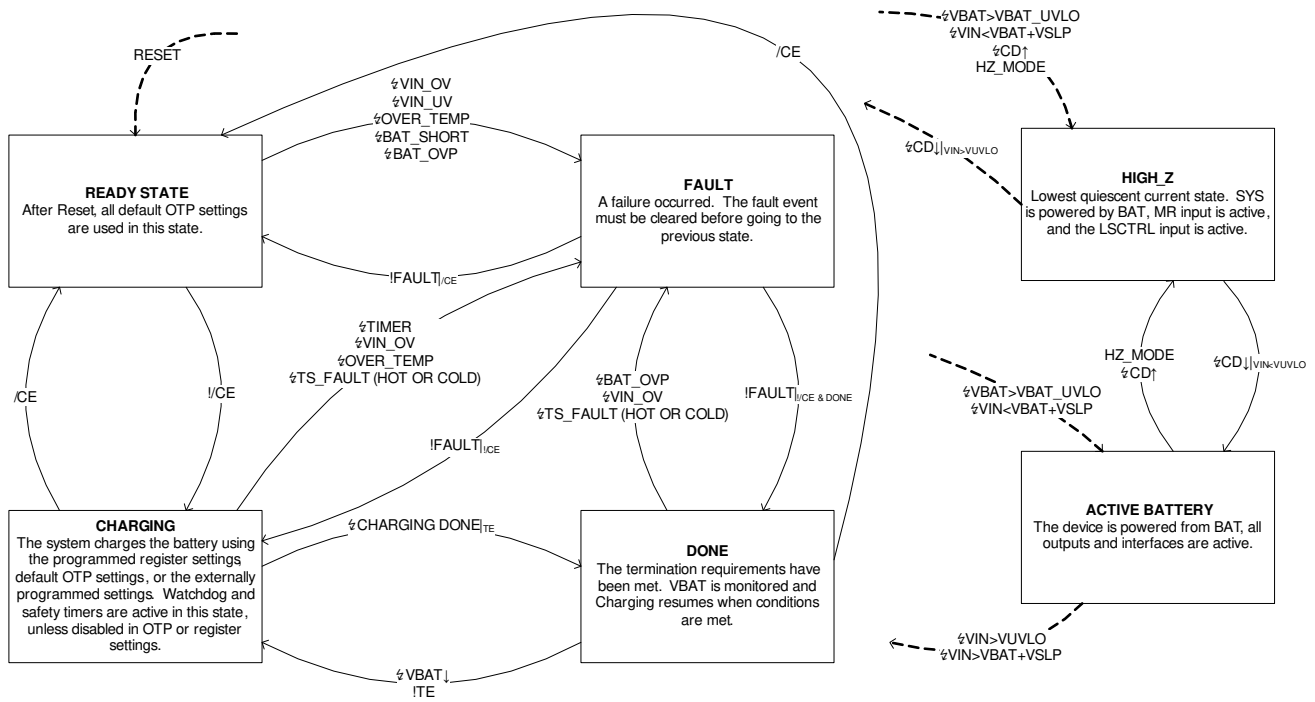 RESET
/CE
↯VIN_OV
↯VIN_UV
↯OVER_TEMP
↯BAT_SHORT
↯BAT_OVP
↯VBAT>VBAT_UVLO
↯VIN<VBAT+VSLP
↯CD↑
HZ_MODE
↯CD↓|VIN>VUVLO
READY STATE
After Reset, all default OTP settings
are used in this state.
FAULT
A failure occurred. The fault event
must be cleared before going to the
previous state.
HIGH_Z
Lowest quiescent current state. SYS
is powered by BAT, MR input is active,
and the LSCTRL input is active.
!FAULT|/CE
↯TIMER
↯VIN_OV
↯OVER_TEMP
↯TS_FAULT (HOT OR COLD)
/CE
!/CE
↯BAT_OVP
↯VIN_OV
↯TS_FAULT (HOT OR COLD)
!FAULT|!/CE & DONE
!FAULT|!/CE
↯VBAT>VBAT_UVLO
↯VIN<VBAT+VSLP
HZ_MODE
↯CD↑
↯CD↓|VIN<VUVLO
CHARGING
The system charges the battery using
the programmed register settings,
default OTP settings, or the externally
programmed settings. Watchdog and
safety timers are active in this state,
unless disabled in OTP or register
settings.
↯CHARGING DONE|TE
DONE
The termination requirements have
been met. VBAT is monitored and
Charging resumes when conditions
are met.
ACTIVE BATTERY
The device is powered from BAT, all
outputs and interfaces are active.
↯VBAT↓
!TE
↯VIN>VUVLO
↯VIN>VBAT+VSLP